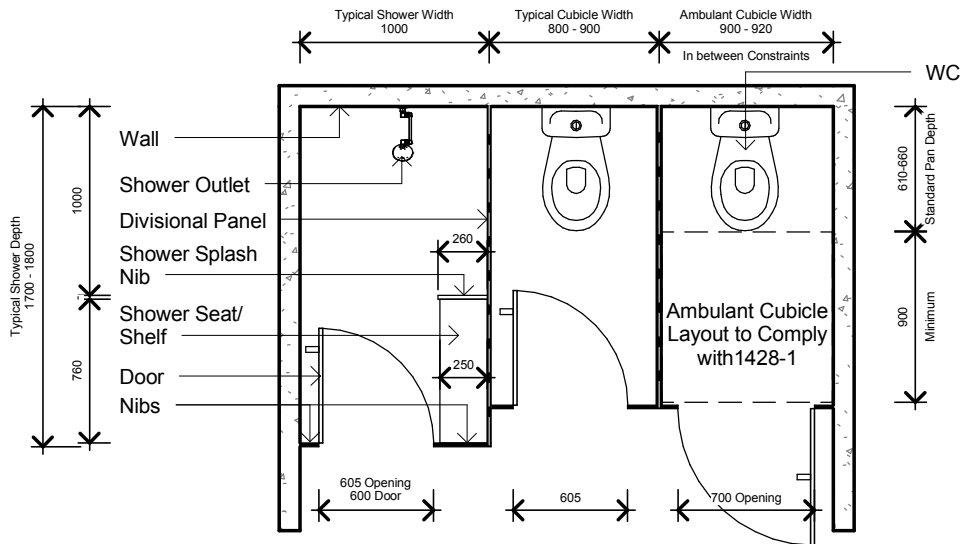 Typical Shower Width
1000
Typical Cubicle Width
800 - 900
Ambulant Cubicle Width
900 - 920
In between Constraints
WC
Wall
Shower Outlet
Divisional Panel
Shower Splash
Nib
Shower Seat/
Shelf
Door
Nibs
Typical Shower Depth
1700 - 1800
1000
760
260
250
610-660
Standard Pan Depth
900
Minimum
Ambulant Cubicle
Layout to Comply
with1428-1
605 Opening
600 Door
605
700 Opening